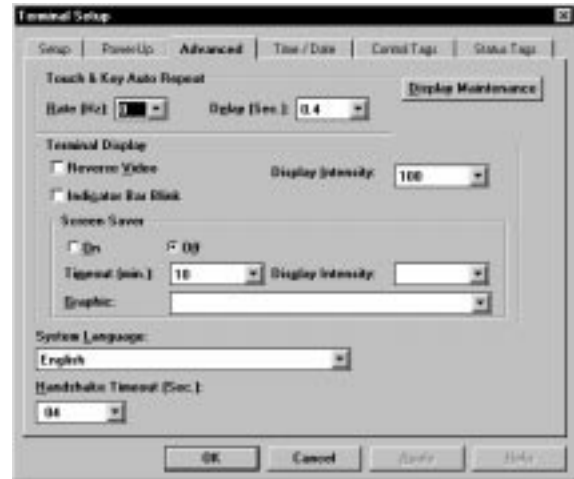 Terminal Setup
Setup Power-Up Advanced Time / Date Control Tags Status Tags
Touch & Key Auto Repeat
Display Maintenance
Rate (Hz): Delay (Sec.): 0.4
Terminal Display
Reverse Video
Display Intensity: 100
Indicator Bar Blink
Screen Saver
On Off
Timeout (min.): 10 Display Intensity:
Graphic:
System Language:
English
Handshake Timeout (Sec.):
04
OK Cancel Apply Help